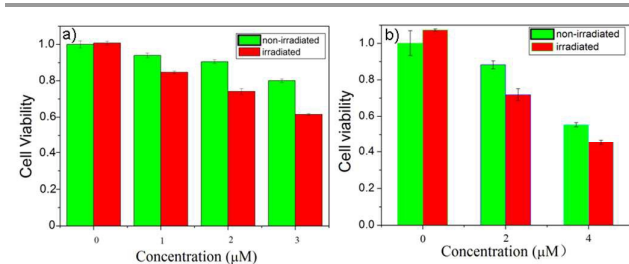 a)
non-irradiated
irradiated
1.0
0.8
0.6
0.4
0.2
0
0 1 2 3
Cell Viability
Concentration (μM)
b)
non-irradiated
irradiated
1.0
0.8
0.6
0.4
0.2
0.0
0 2 4
Cell viability
Concentration (μM）